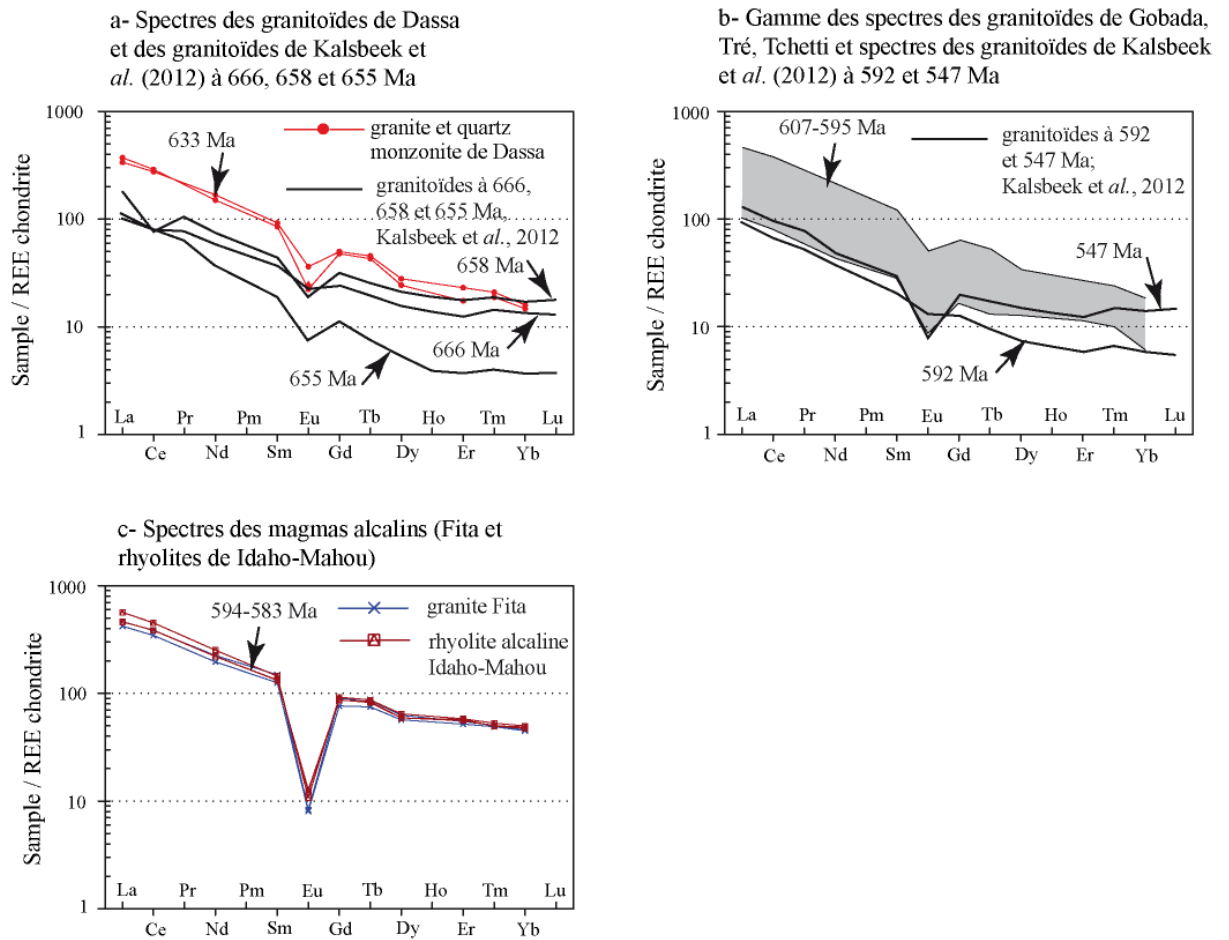 a- Spectres des granitoïdes de Dassa
et des granitoïdes de Kalsbeek et
al. (2012) à 666, 658 et 655 Ma
1000
100
10
1
Sample / REE chondrite
633 Ma
granite et quartz
monzonite de Dassa
granitoïdes à 666,
658 et 655 Ma,
Kalsbeek et al., 2012
658 Ma
666 Ma
655 Ma
La Pr Pm Eu Tb Ho Tm Lu
Ce Nd Sm Gd Dy Er Yb
b- Gamme des spectres des granitoïdes de Gobada,
Tré, Tchetti et spectres des granitoïdes de Kalsbeek
et al. (2012) à 592 et 547 Ma
1000
100
10
1
Sample / REE chondrite
607-595 Ma
granitoïdes à 592
et 547 Ma;
Kalsbeek et al., 2012
547 Ma
592 Ma
La Pr Pm Eu Tb Ho Tm Lu
Ce Nd Sm Gd Dy Er Yb
c- Spectres des magmas alcalins (Fita et
rhyolites de Idaho-Mahou)
1000
100
10
1
Sample / REE chondrite
594-583 Ma
granite Fita
rhyolite alcaline
Idaho-Mahou
La Pr Pm Eu Tb Ho Tm Lu
Ce Nd Sm Gd Dy Er Yb